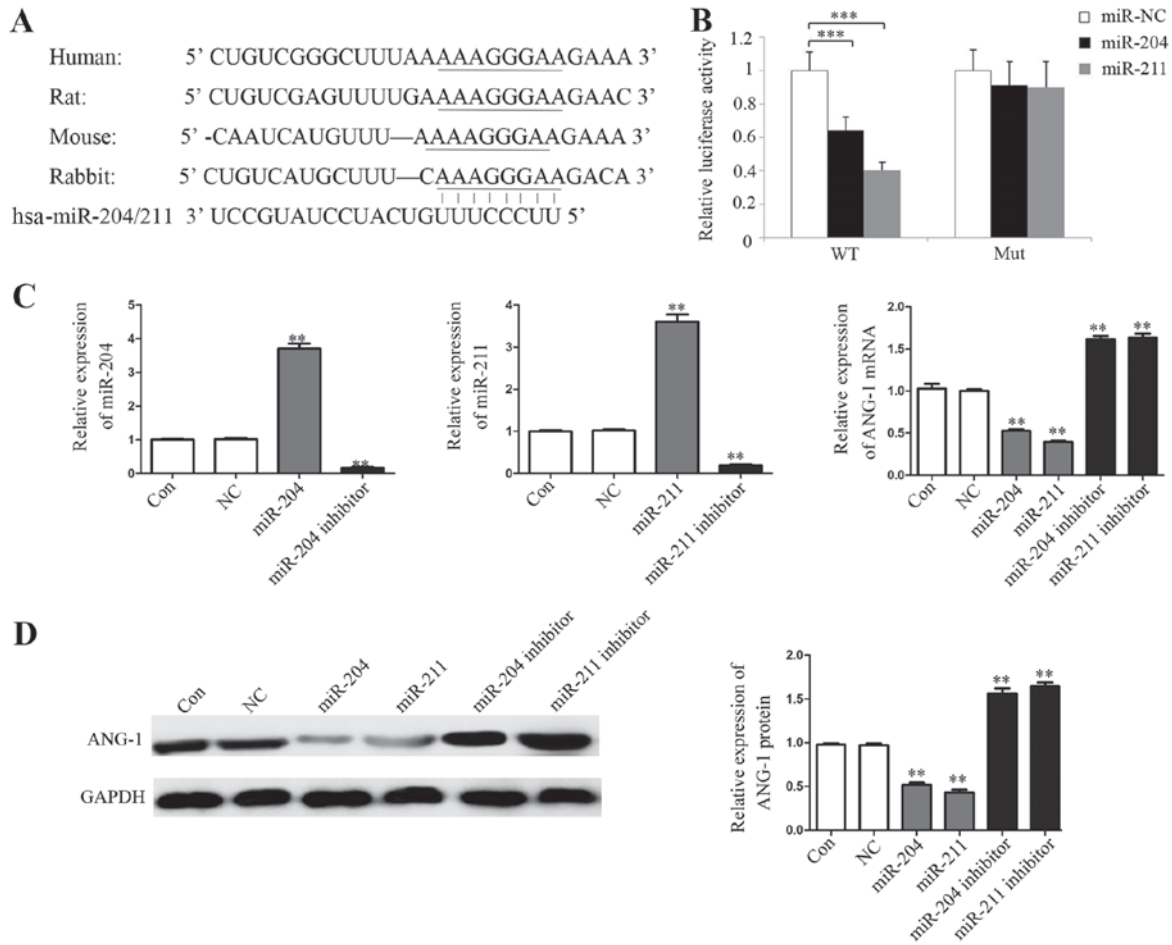 A
Human: 5' CUGUCGGGCUUUAAAAAGGGAAGAAA 3'
Rat: 5' CUGUCGAGUUUUGAAAAGGGAAGAAC 3'
Mouse: 5' -CAAUCAUGUUU—AAAAGGGAAGAAA 3'
Rabbit: 5' CUGUCAUGCUUU—CAAAGGGAAGACA 3'
hsa-miR-204/211 3' UCCGUAUCCUACUGUUUCCCUU 5'
B
miR-NC
miR-204
miR-211
***
***
Relative luciferase activity
1.2
1
0.8
0.6
0.4
0.2
0
WT Mut
C
Relative expression
of miR-204
5
4
3
2
1
0
**
**
Con NC miR-204 miR-204 inhibitor
Relative expression
of miR-211
4
3
2
1
0
**
**
Con NC miR-211 miR-211 inhibitor
Relative expression
of ANG-1 mRNA
2.0
1.5
1.0
0.5
0.0
** ** ** **
Con NC miR-204 miR-211 miR-204 inhibitor miR-211 inhibitor
D
Con NC miR-204 miR-211 miR-204 inhibitor miR-211 inhibitor
ANG-1
GAPDH
Relative expression of
ANG-1 protein
2.0
1.5
1.0
0.5
0.0
** ** ** **
Con NC miR-204 miR-211 miR-204 inhibitor miR-211 inhibitor